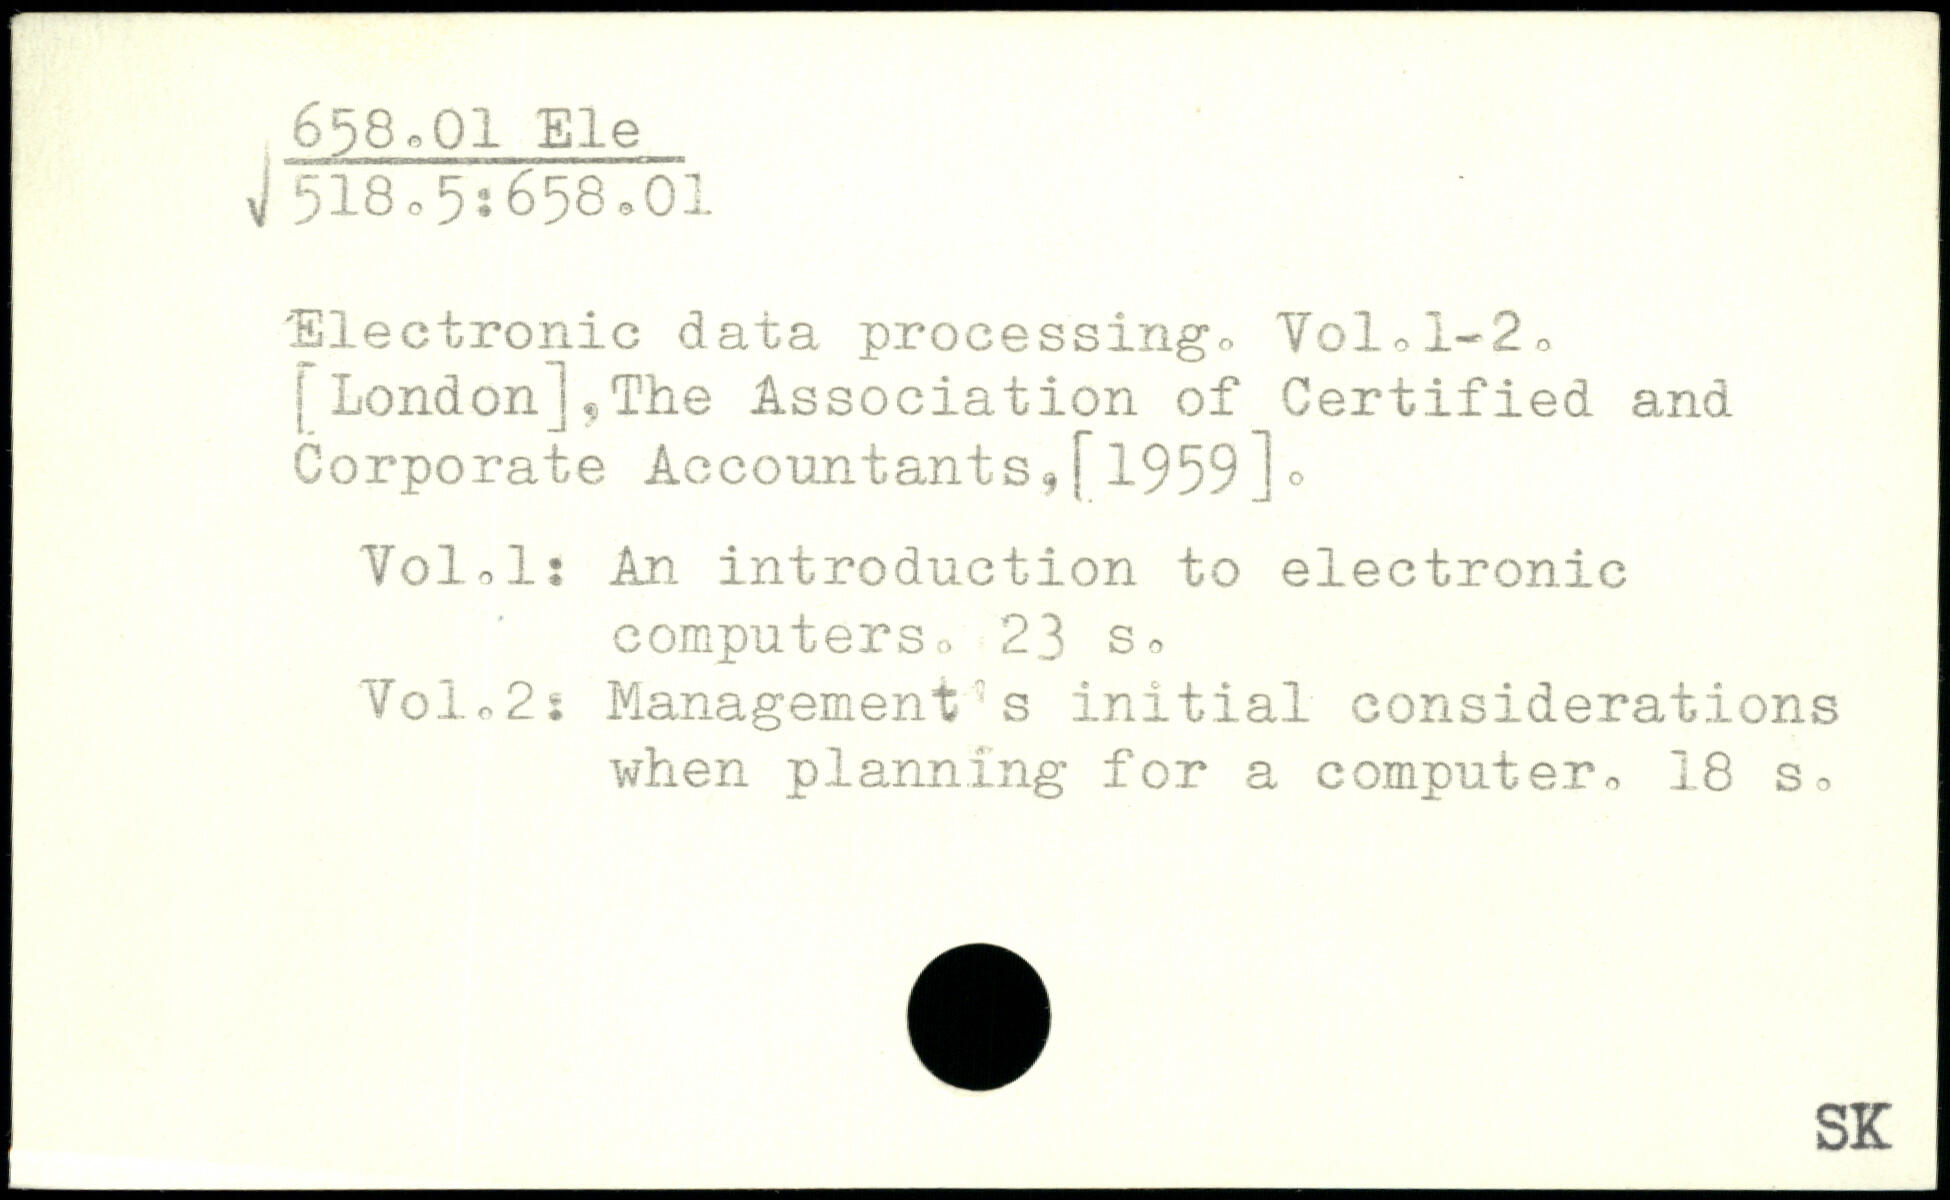 658.01 Ele
518.5:658.01
Electronic data processing. Vol.1-2.
[London],The Association of Certified and
Corporate Accountants,[1959].
Vol.1: An introduction to electronic
computers. 23 s.
Vol.2: Management's initial considerations
when planning for a computer. 18 s.
SK